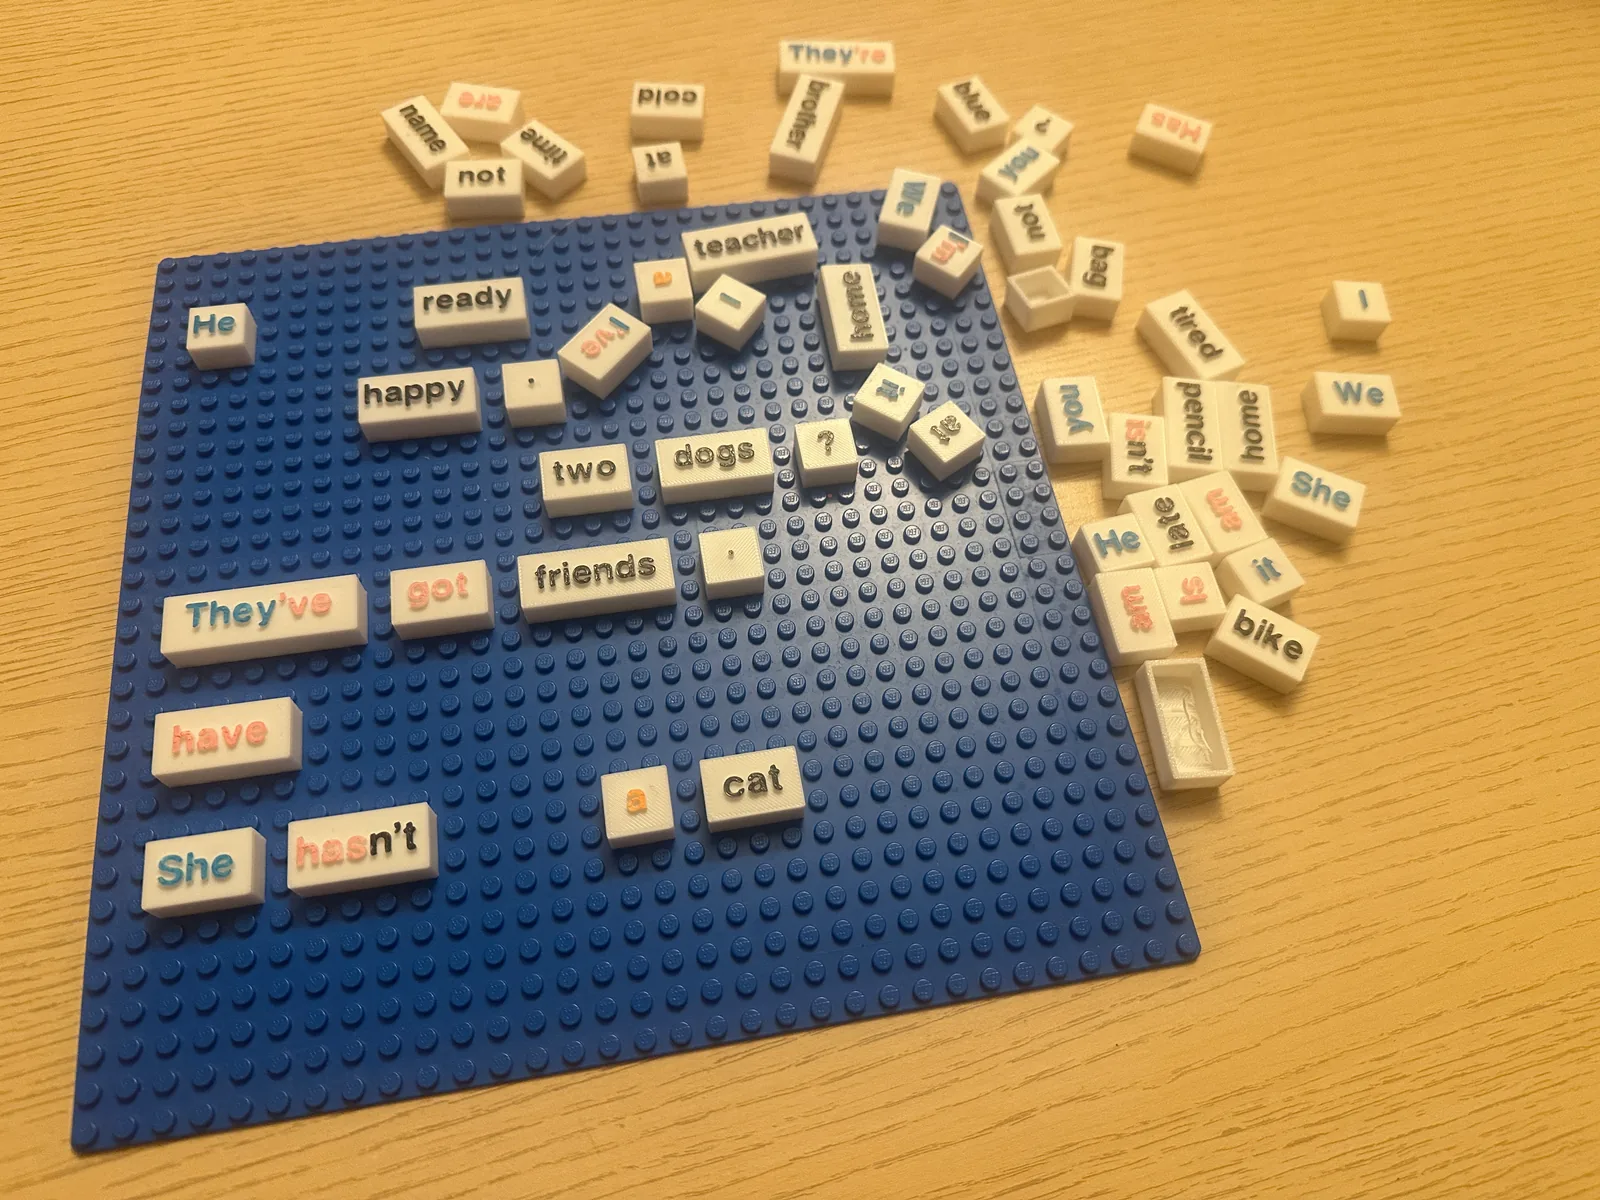 They're
are
cold
name
time
not
at
brother
blue
?
you
Has
We
not
I'm
bag
teacher
a
I
home
I've
He
ready
happy
.
tired
I
We
you
isn't
pencil
home
She
two
dogs
?
it
at
late
am
He
it
are
Is
bike
They've got friends .
have
a cat
She hasn't